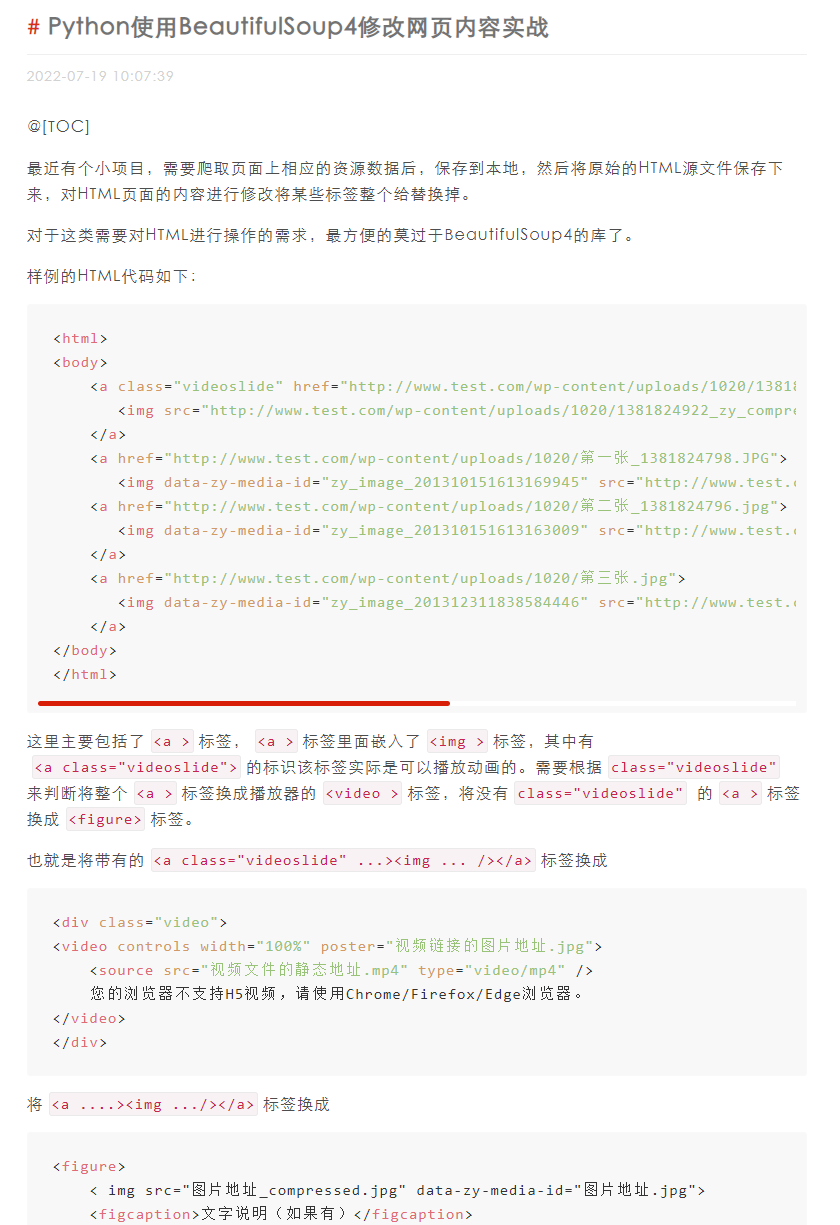 # Python使用BeautifulSoup4修改网页内容实战
2022-07-19 10:07:39
@[TOC]
最近有个小项目，需要爬取页面上相应的资源数据后，保存到本地，然后将原始的HTML源文件保存下
来，对HTML页面的内容进行修改将某些标签整个给替换掉。
对于这类需要对HTML进行操作的需求，最方便的莫过于BeautifulSoup4的库了。
样例的HTML代码如下：
<html>
<body>
    <a class="videoslide" href="http://www.test.com/wp-content/uploads/1020/13818
       <img src="http://www.test.com/wp-content/uploads/1020/1381824922_zy_compre
    </a>
    <a href="http://www.test.com/wp-content/uploads/1020/第一张_1381824798.JPG">
       <img data-zy-media-id="zy_image_201310151613169945" src="http://www.test.c
    <a href="http://www.test.com/wp-content/uploads/1020/第二张_1381824796.jpg">
       <img data-zy-media-id="zy_image_201310151613163009" src="http://www.test.c
    </a>
    <a href="http://www.test.com/wp-content/uploads/1020/第三张.jpg">
       <img data-zy-media-id="zy_image_201312311838584446" src="http://www.test.c
    </a>
</body>
</html>
这里主要包括了 <a > 标签， <a > 标签里面嵌入了 <img > 标签，其中有
<a class="videoslide"> 的标识该标签实际是可以播放动画的。需要根据 class="videoslide"
来判断将整个 <a > 标签换成播放器的 <video > 标签，将没有 class="videoslide" 的 <a > 标签
换成 <figure> 标签。
也就是将带有的 <a class="videoslide" ...><img ... /></a> 标签换成
<div class="video">
<video controls width="100%" poster="视频链接的图片地址.jpg">
    <source src="视频文件的静态地址.mp4" type="video/mp4" />
    您的浏览器不支持H5视频，请使用Chrome/Firefox/Edge浏览器。
</video>
</div>
将 <a ....><img .../></a> 标签换成
<figure>
    < img src="图片地址_compressed.jpg" data-zy-media-id="图片地址.jpg">
    <figcaption>文字说明（如果有）</figcaption>